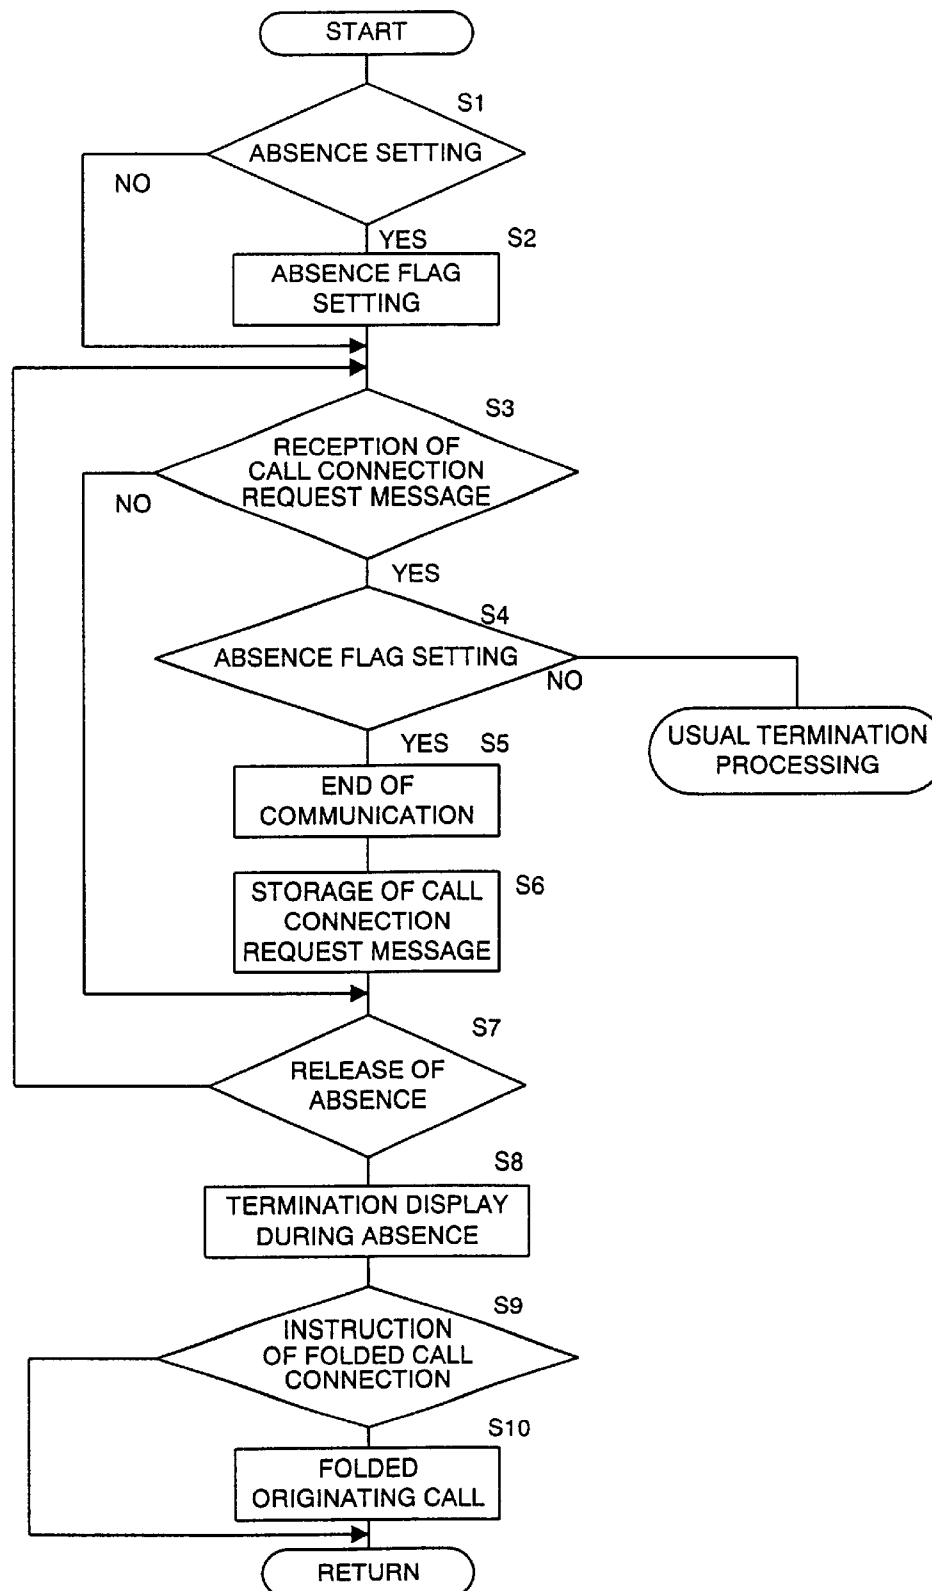 START
S1
ABSENCE SETTING
NO
YES
S2
ABSENCE FLAG
SETTING
S3
RECEPTION OF
CALL CONNECTION
REQUEST MESSAGE
NO
YES
S4
ABSENCE FLAG SETTING
NO
USUAL TERMINATION
PROCESSING
YES
S5
END OF
COMMUNICATION
S6
STORAGE OF CALL
CONNECTION
REQUEST MESSAGE
S7
RELEASE OF
ABSENCE
S8
TERMINATION DISPLAY
DURING ABSENCE
S9
INSTRUCTION
OF FOLDED CALL
CONNECTION
S10
FOLDED
ORIGINATING CALL
RETURN